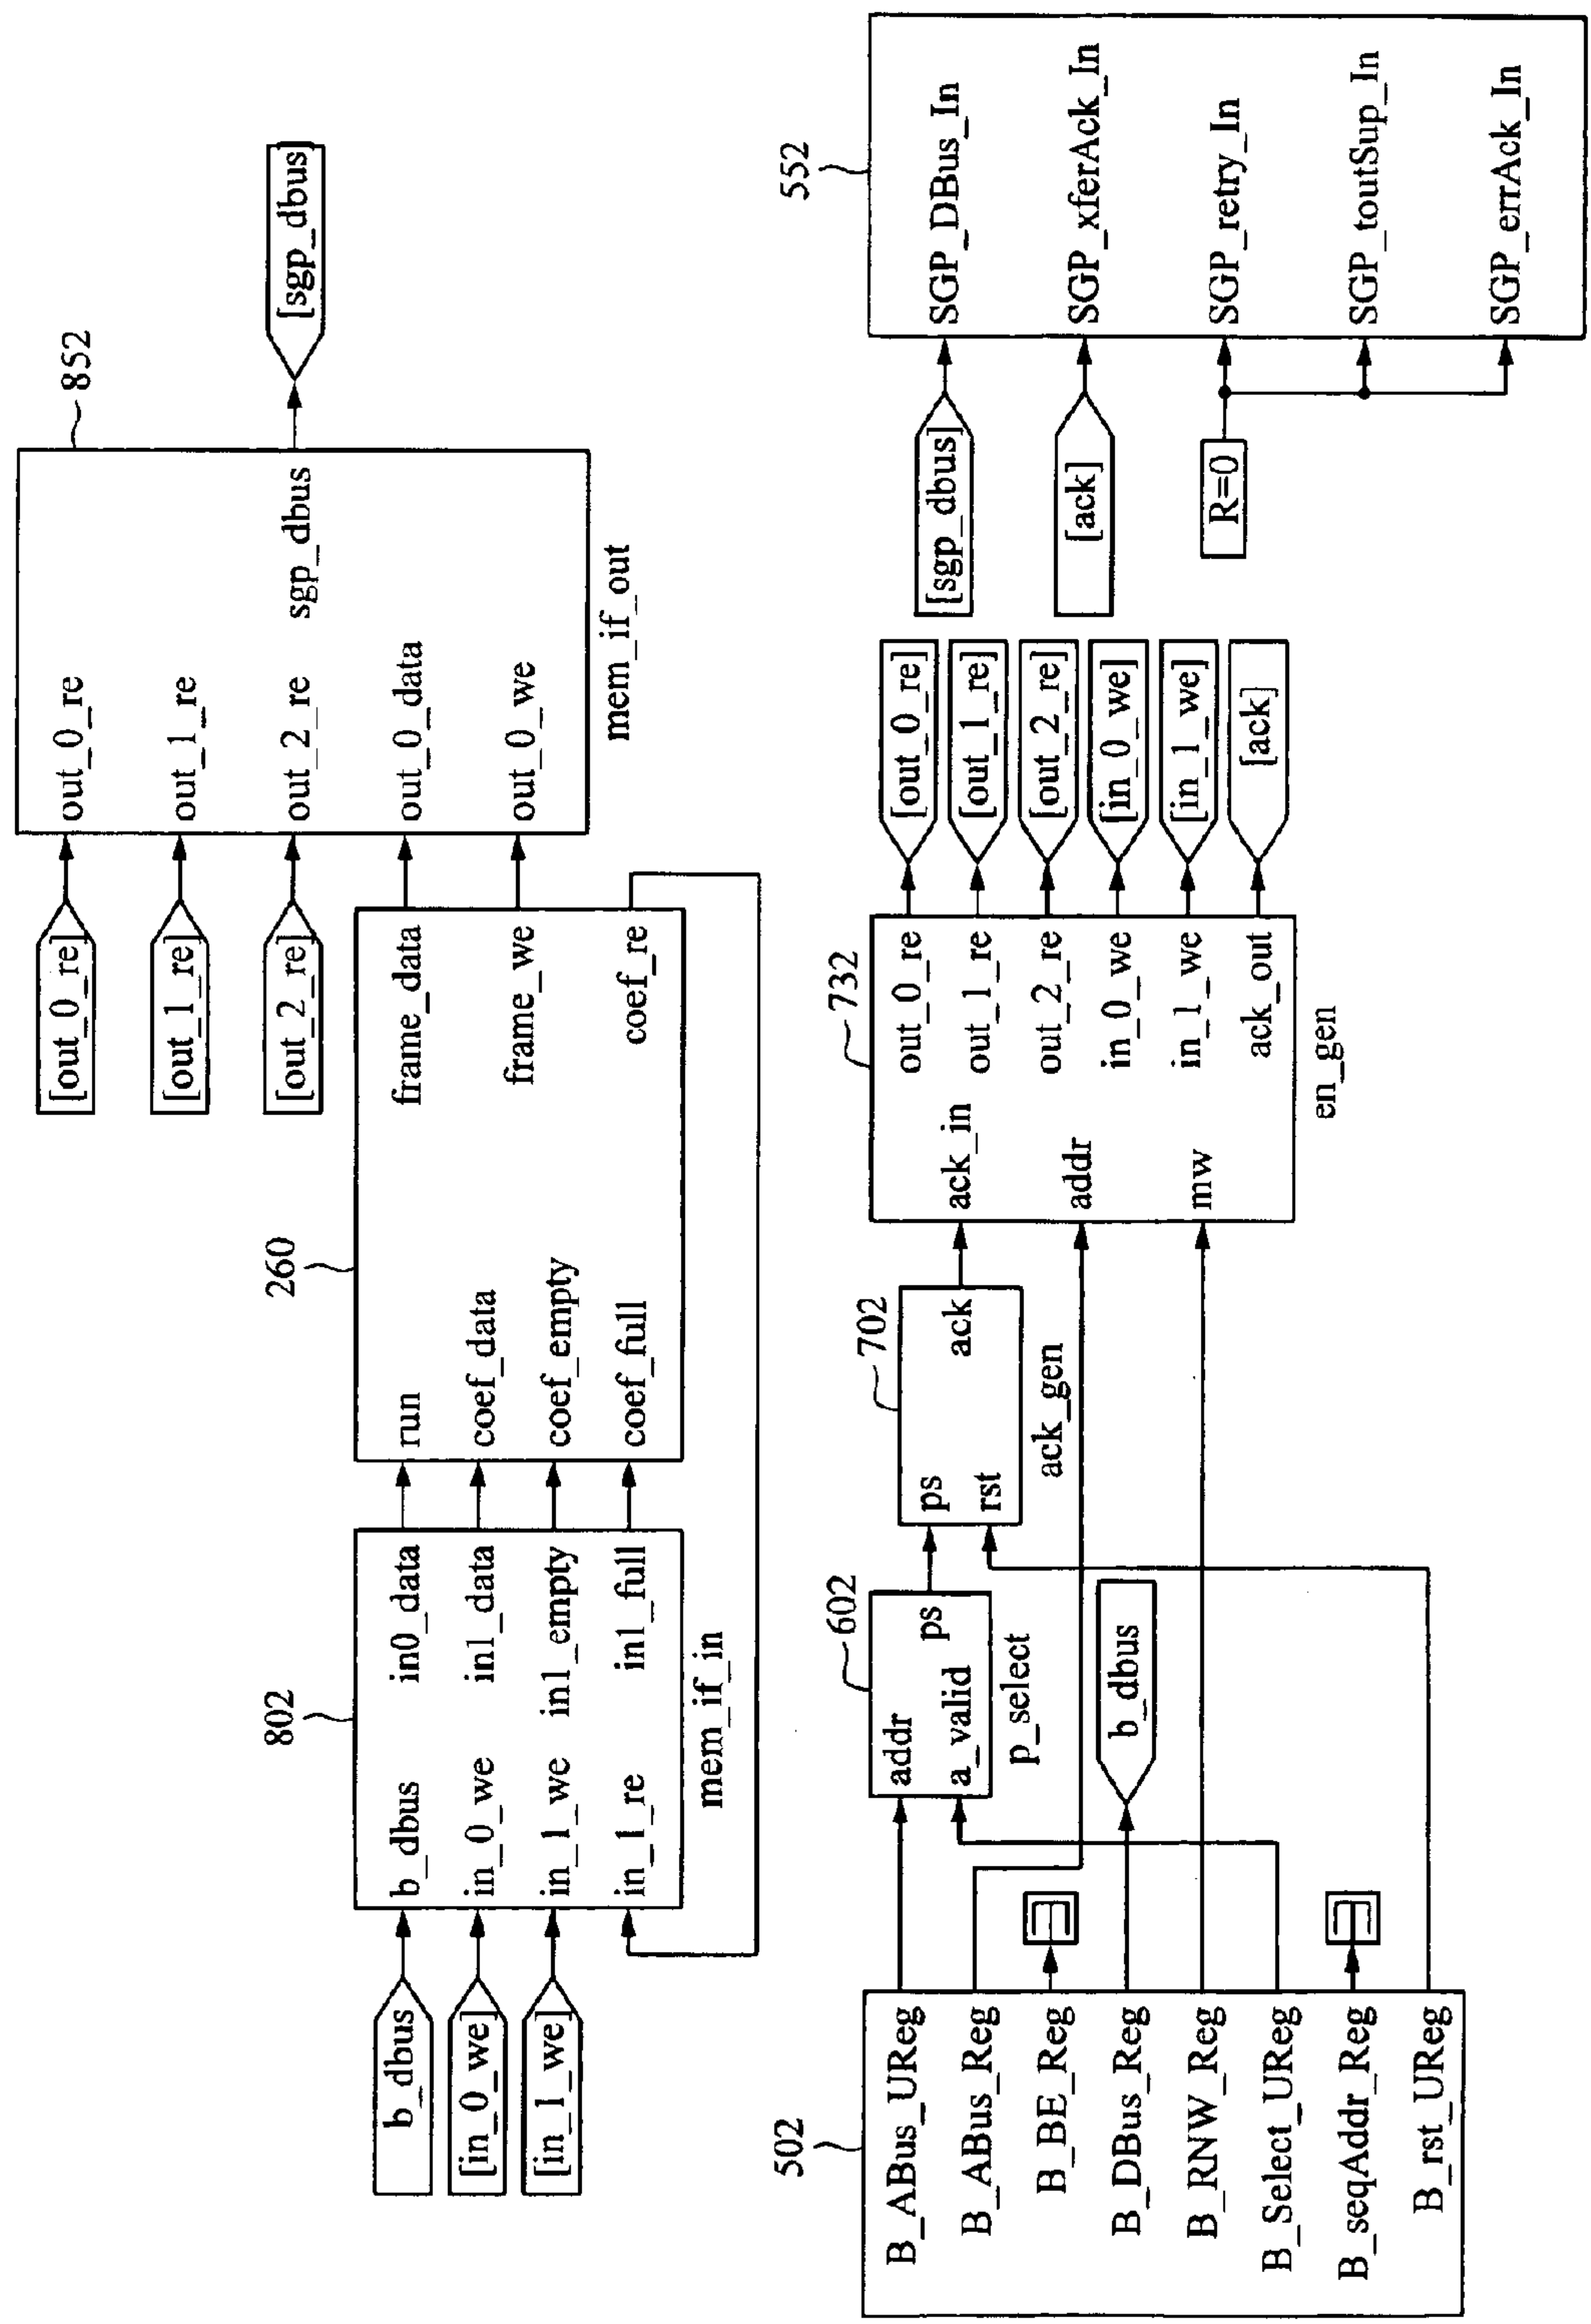 [out_0_re]
[out_1_re]
[out_2_re]
out_0_re
out_1_re
out_2_re
out_0_data
out_0_we
sgp_dbus
852
mem_if_out
[sgp_dbus]
b_dbus
[in_0_we]
[in_1_we]
802
b_dbus
in_0_we
in_1_we
in_1_re
in0_data
in1_data
in1_empty
in1_full
mem_if_in
260
run
coef_data
coef_empty
coef_full
frame_data
frame_we
coef_re
502
B_ABus_UReg
B_ABus_Reg
B_BE_Reg
B_DBus_Reg
B_RNW_Reg
B_Select_UReg
B_seqAddr_Reg
B_rst_UReg
602
addr
a_valid
ps
p_select
b_dbus
702
ps
rst
ack
ack_gen
732
ack_in
addr
rnw
out_0_re
out_1_re
out_2_re
in_0_we
in_1_we
ack_out
en_gen
[out_0_re]
[out_1_re]
[out_2_re]
[in_0_we]
[in_1_we]
[ack]
[sgp_dbus]
[ack]
R=0
552
SGP_DBus_In
SGP_xferAck_In
SGP_retry_In
SGP_toutSup_In
SGP_errAck_In